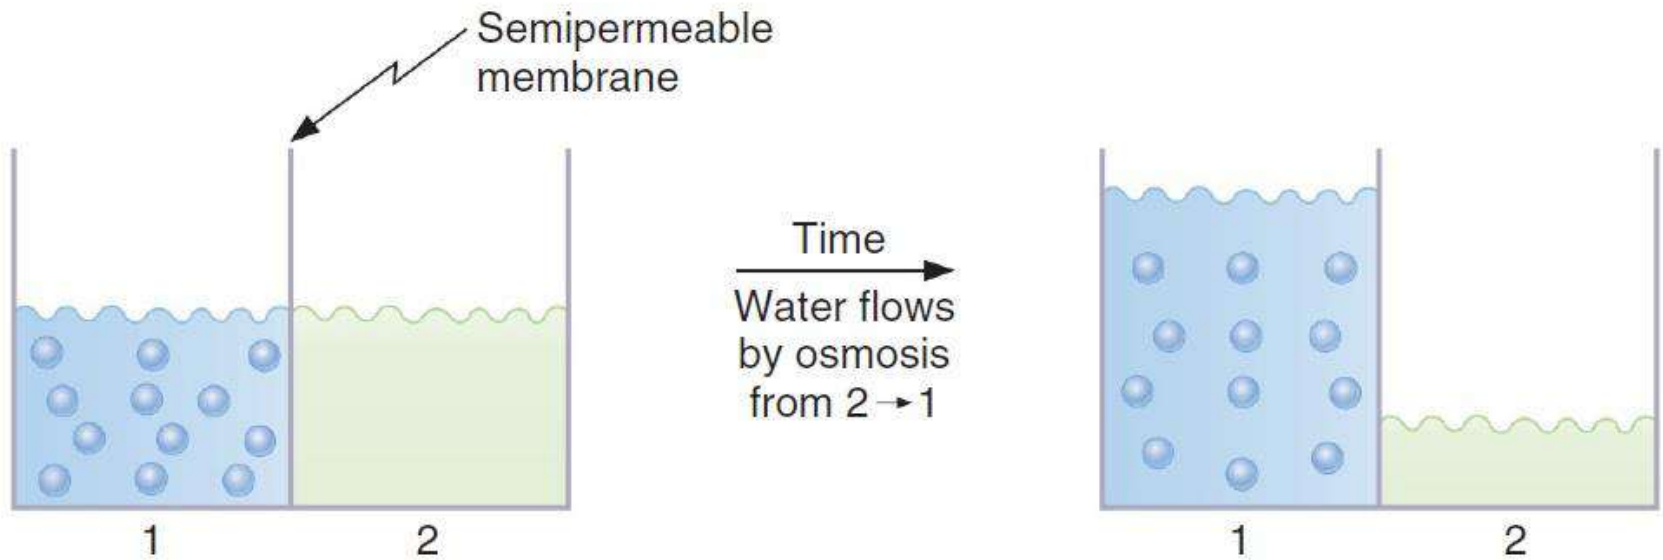 Semipermeable
membrane
Time
Water flows
by osmosis
from 2→1
1
2
1
2